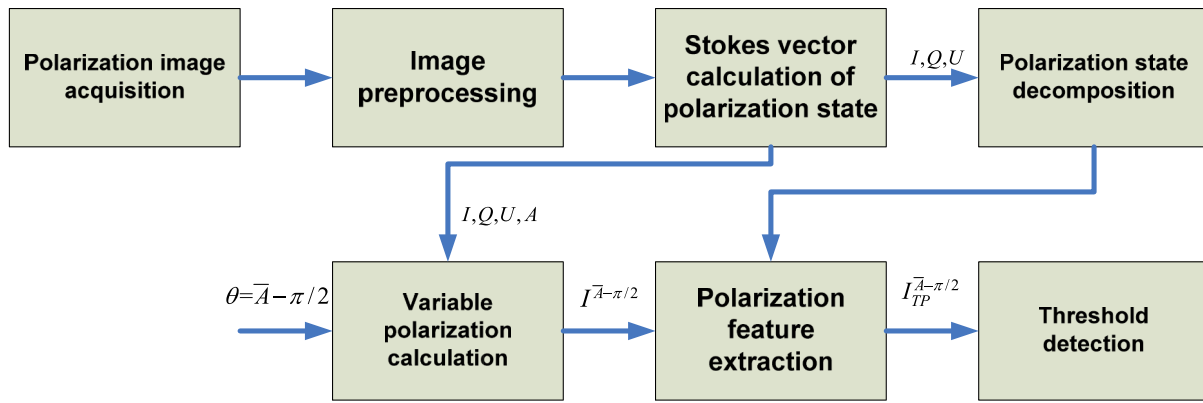 Polarization image
acquisition
Image
preprocessing
Stokes vector
calculation of
polarization state
I,Q,U
Polarization state
decomposition
I,Q,U,A
θ=A̅−π/2
Variable
polarization
calculation
I^{A̅−π/2}
Polarization
feature
extraction
I_{TP}^{A̅−π/2}
Threshold
detection